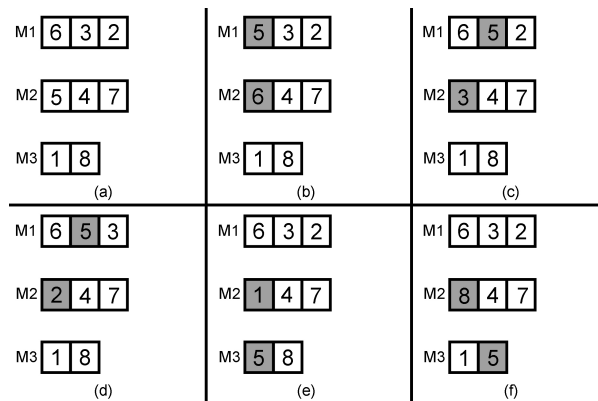 M1 6 3 2
M2 5 4 7
M3 1 8
(a)
M1 5 3 2
M2 6 4 7
M3 1 8
(b)
M1 6 5 2
M2 3 4 7
M3 1 8
(c)
M1 6 5 3
M2 2 4 7
M3 1 8
(d)
M1 6 3 2
M2 1 4 7
M3 5 8
(e)
M1 6 3 2
M2 8 4 7
M3 1 5
(f)